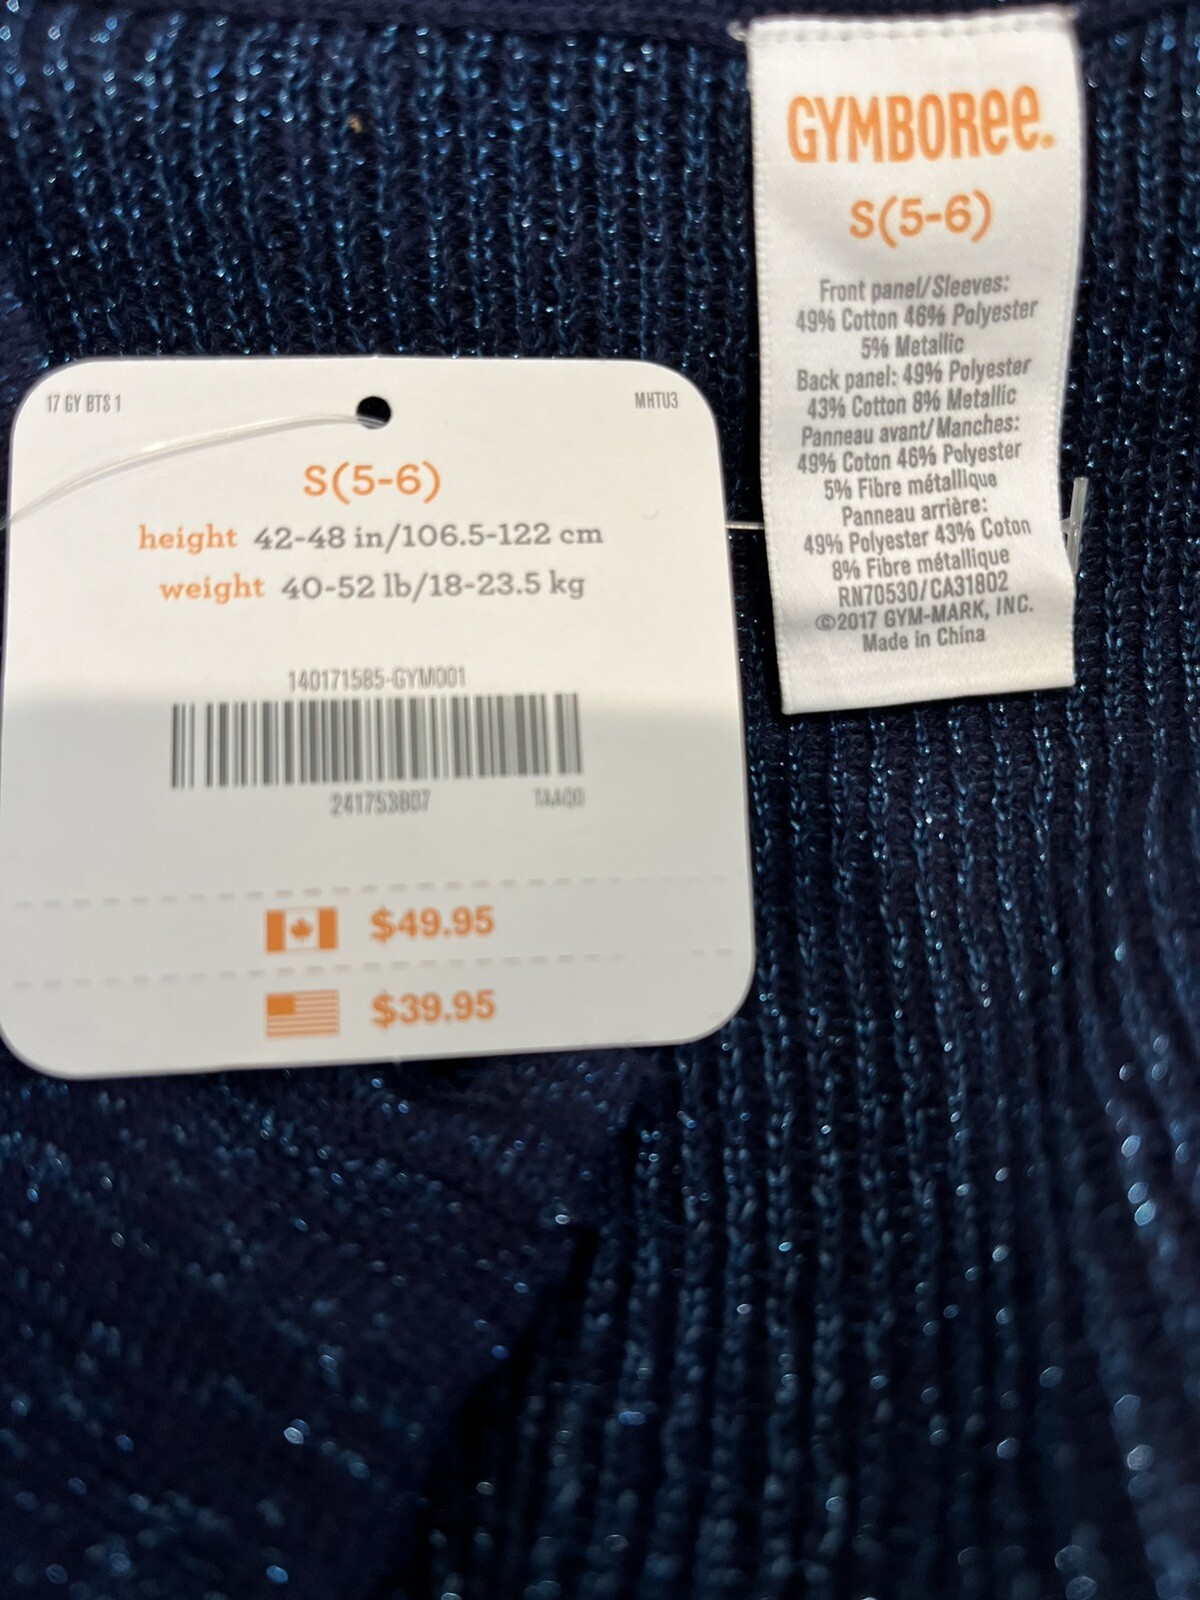 17 GY BTS 1
MHTU3
S(5-6)
height 42-48 in/106.5-122 cm
weight 40-52 lb/18-23.5 kg
140171585-GYM001
241753807
$49.95
$39.95
GYMBOREE.
S(5-6)
Front panel/Sleeves:
49% Cotton 46% Polyester
5% Metallic
Back panel: 49% Polyester
43% Cotton 8% Metallic
Panneau avant/Manches:
49% Coton 46% Polyester
5% Fibre métallique
Panneau arrière:
49% Polyester 43% Coton
8% Fibre métallique
RN70530/CA31802
©2017 GYM-MARK, INC.
Made in China